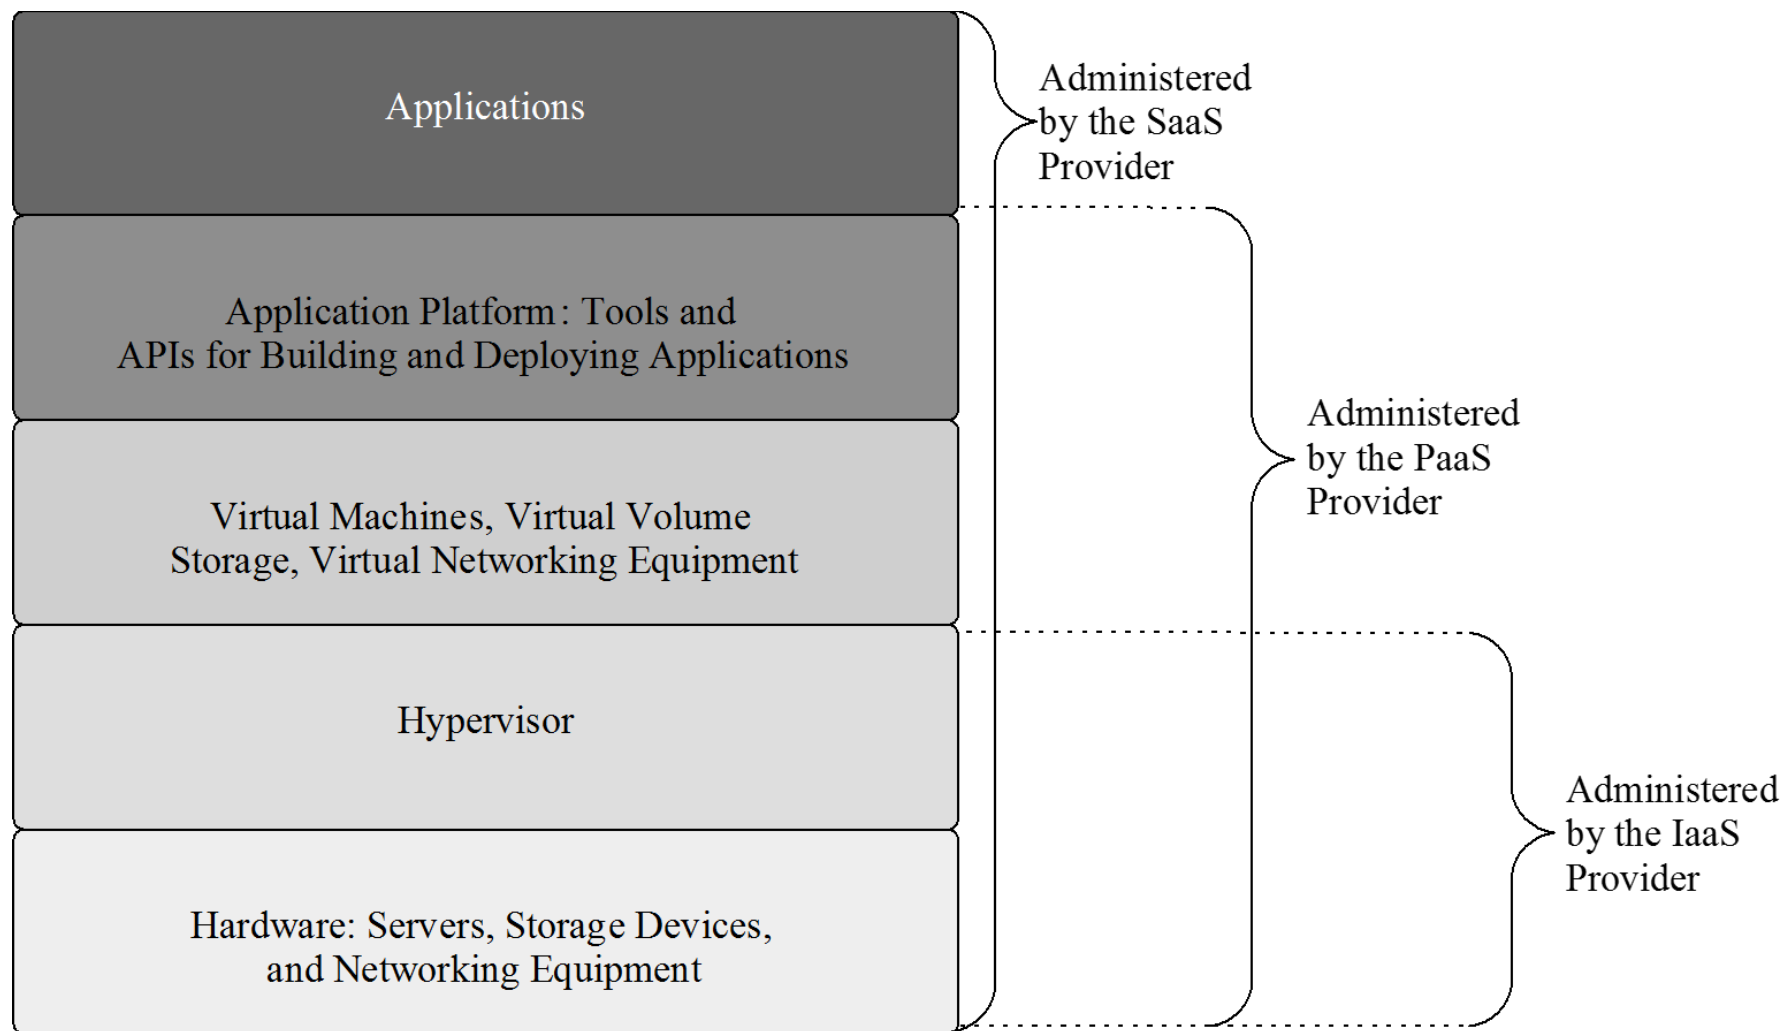 Applications
Administered
by the SaaS
Provider
Application Platform: Tools and
APIs for Building and Deploying Applications
Administered
by the PaaS
Provider
Virtual Machines, Virtual Volume
Storage, Virtual Networking Equipment
Hypervisor
Administered
by the IaaS
Provider
Hardware: Servers, Storage Devices,
and Networking Equipment